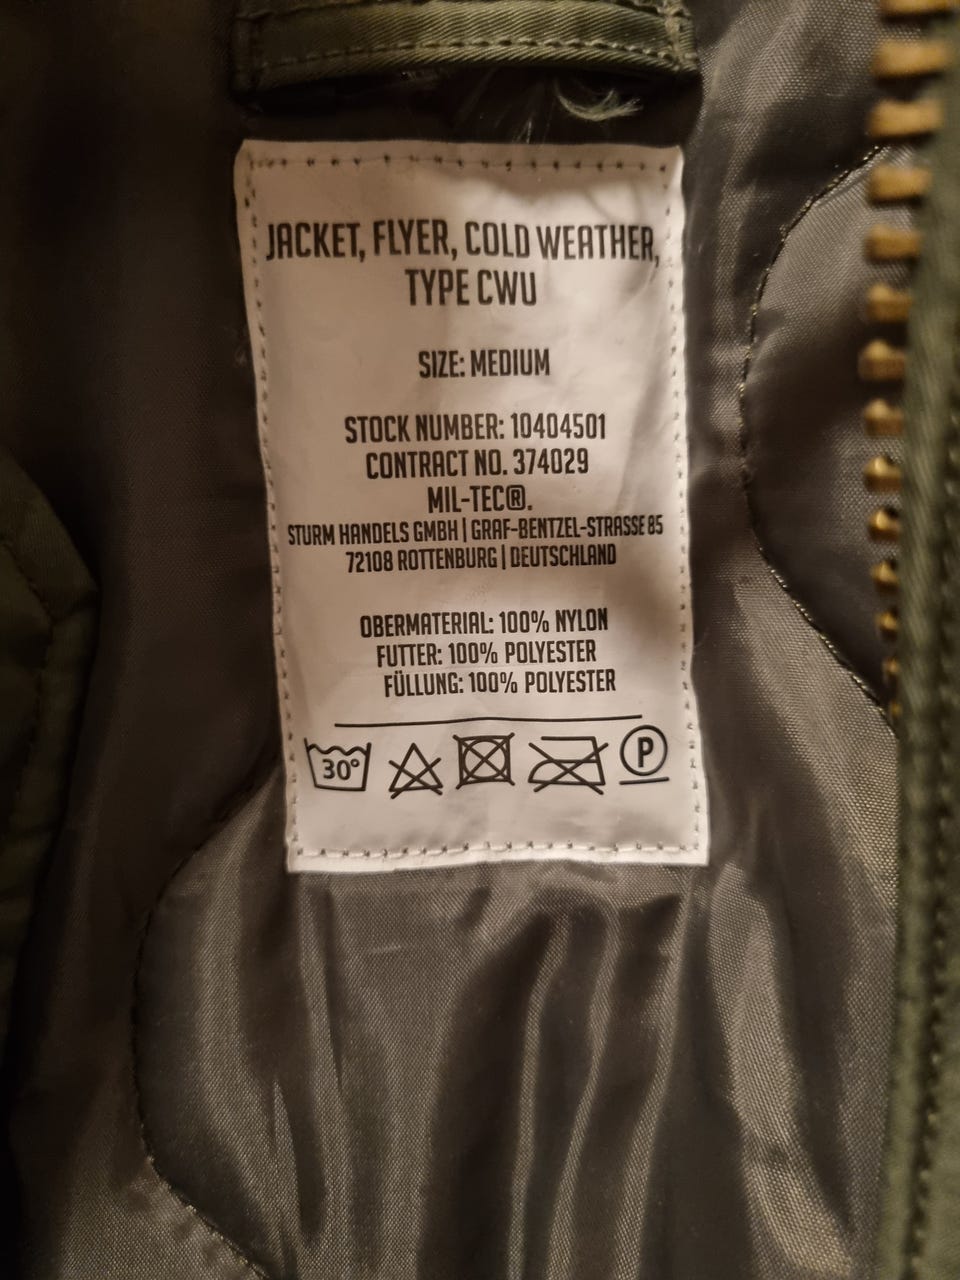 JACKET, FLYER, COLD WEATHER,
TYPE CWU
SIZE: MEDIUM
STOCK NUMBER: 10404501
CONTRACT NO. 374029
MIL-TEC®.
STURM HANDELS GMBH | GRAF-BENTZEL-STRASSE 85
72108 ROTTENBURG | DEUTSCHLAND
OBERMATERIAL: 100% NYLON
FUTTER: 100% POLYESTER
FÜLLUNG: 100% POLYESTER
30° P